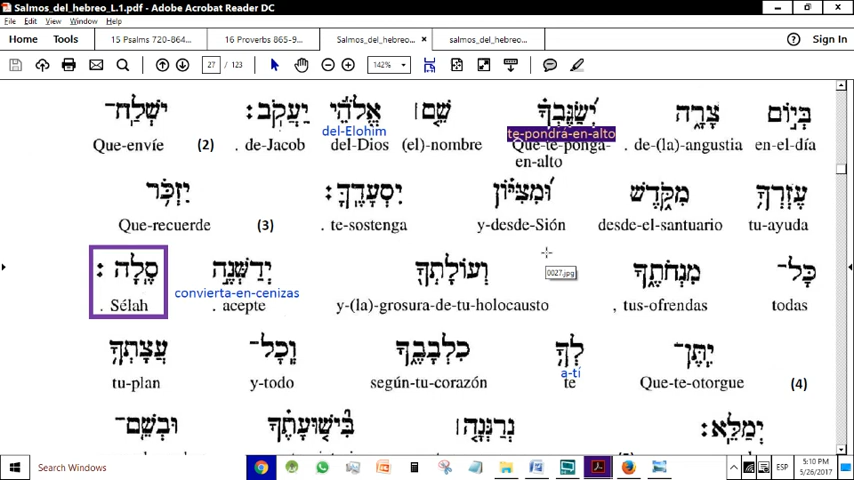 Salmos_del_hebreo_L.1.pdf - Adobe Acrobat Reader DC
File Edit View Window Help
Home Tools 15 Psalms 720-864... 16 Proverbs 865-9... Salmos_del_hebreo... × salmos_del_hebreo... Sign In
27 / 123 142%
בְּיֹ֣ום צָרָ֑ה יְ֝שַׂגֶּבְךָ֗ שֵׁ֤ם׀ אֱלֹהֵ֬י יַעֲקֹֽב׃ יִשְׁלַֽח־
te-pondrá-en-alto del-Elohim
en-el-día de-(la)-angustia . Que-te-ponga- (el)-nombre del-Dios de-Jacob . (2) Que-envíe
en-alto
עֶזְרְךָ֥ מִקֹּ֑דֶשׁ וּ֝מִצִּיֹּ֗ון יִסְעָדֶֽךָּ׃ יִזְכֹּ֥ר
tu-ayuda desde-el-santuario y-desde-Sión te-sostenga . (3) Que-recuerde
0027.jpg
כָּל־ מִנְחֹתֶ֑ךָ וְעוֹלָתְךָ֖ יְדַשְּׁנֶ֣ה סֶֽלָה׃
convierta-en-cenizas
todas tus-ofrendas , y-(la)-grosura-de-tu-holocausto acepte . Sélah .
יִֽתֶּן־ לְךָ֥ כִלְבָבֶ֑ךָ וְֽכָל־ עֲצָתְךָ֥
a-tí
(4) Que-te-otorgue te según-tu-corazón y-todo tu-plan
יְמַלֵּֽא׃ נְרַנְּנָ֤ה׀ בִּ֘ישׁ֤וּעָתֶ֗ךָ וּבְשֵֽׁם־
Search Windows ESP 5:10 PM
5/26/2017